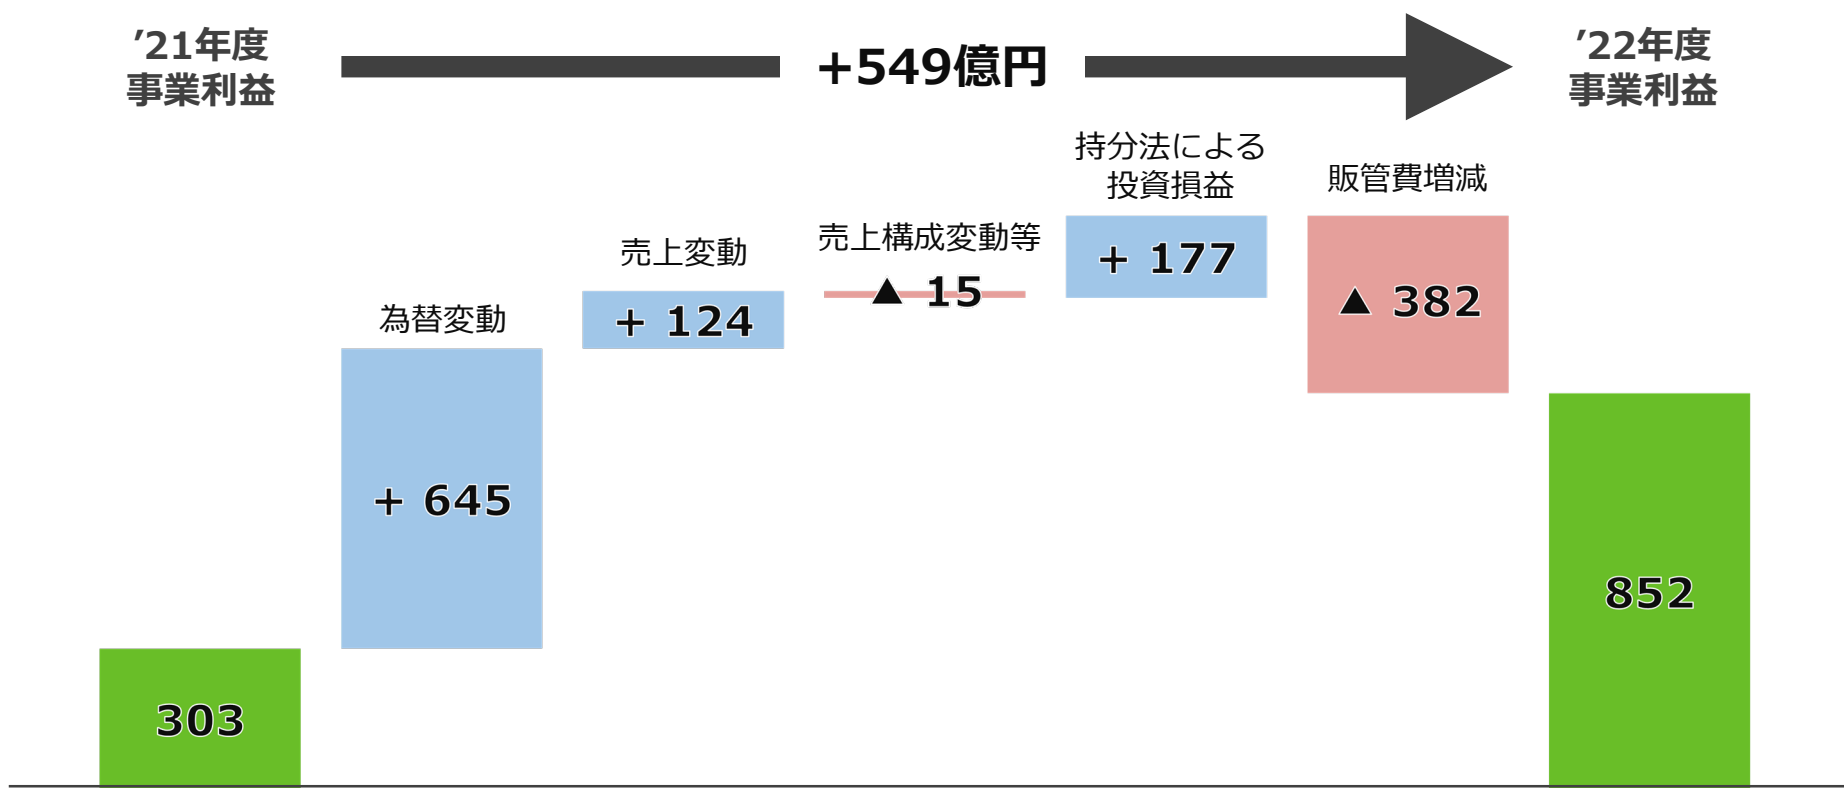 ’21年度
事業利益
+549億円
’22年度
事業利益
持分法による
投資損益
販管費増減
売上構成変動等
売上変動
為替変動
+ 177
▲ 15
▲ 382
+ 124
+ 645
852
303